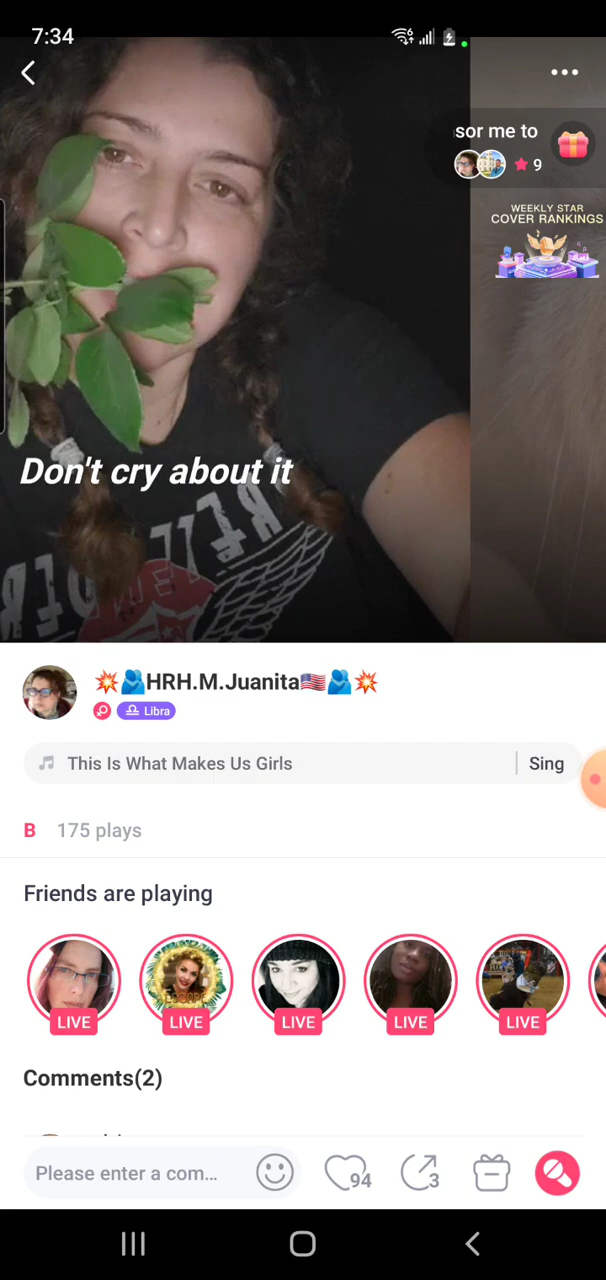 7:34
sor me to
9
WEEKLY STAR
COVER RANKINGS
Don't cry about it
HRH.M.Juanita
Libra
This Is What Makes Us Girls
Sing
B 175 plays
Friends are playing
LIVE LIVE LIVE LIVE LIVE
Comments(2)
Please enter a com...
94
3